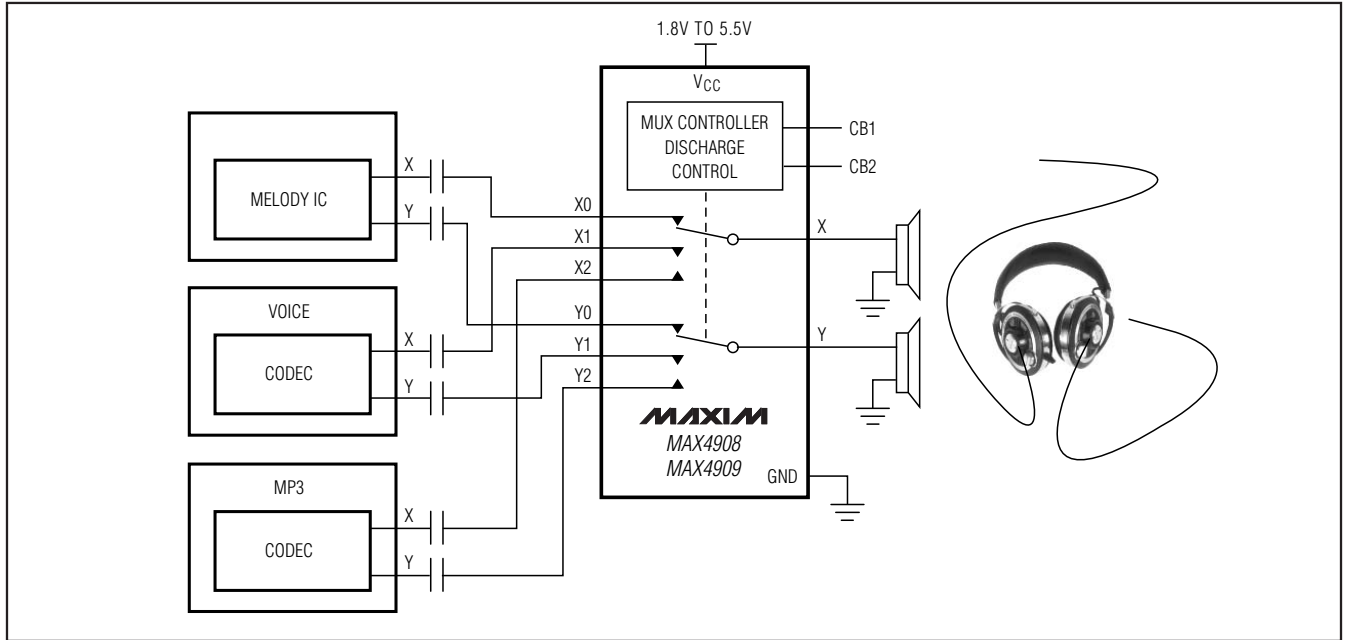 1.8V TO 5.5V
VCC
MUX CONTROLLER
DISCHARGE
CONTROL
CB1
CB2
MELODY IC
X
Y
X0
X1
X2
X
VOICE
CODEC
X
Y
Y0
Y1
Y2
Y
MAXIM
MAX4908
MAX4909
GND
MP3
CODEC
X
Y